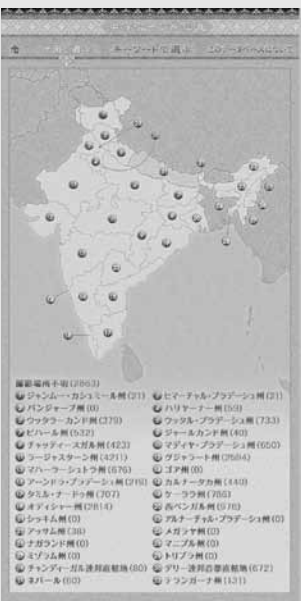 キーワードで選ぶ このデータベースについて
撮影場所不明(2863)
ジャンムー・カシュミール州(21) ヒマーチャル・プラデーシュ州(21)
パンジャーブ州(0) ハリヤーナー州(59)
ウッタラーカンド州(379) ウッタル・プラデーシュ州(733)
ビハール州(532) ジャールカンド州(40)
チャッティースガル州(423) マディヤ・プラデーシュ州(650)
ラージャスターン州(4291) グジャラート州(2584)
マハーラーシュトラ州(676) ゴア州(0)
アーンドラ・プラデーシュ州(219) カルナータカ州(440)
タミル・ナードゥ州(707) ケーララ州(788)
オディシャー州(2814) 西ベンガル州(978)
シッキム州(0) アルナーチャル・プラデーシュ州(0)
アッサム州(38) メガラヤ州(0)
ナガランド州(0) マニプル州(0)
ミゾラム州(0) トリプラ州(0)
チャンディーガル連邦直轄地(80) デリー連邦首都直轄地(672)
ネパール(60) テランガーナ州(131)